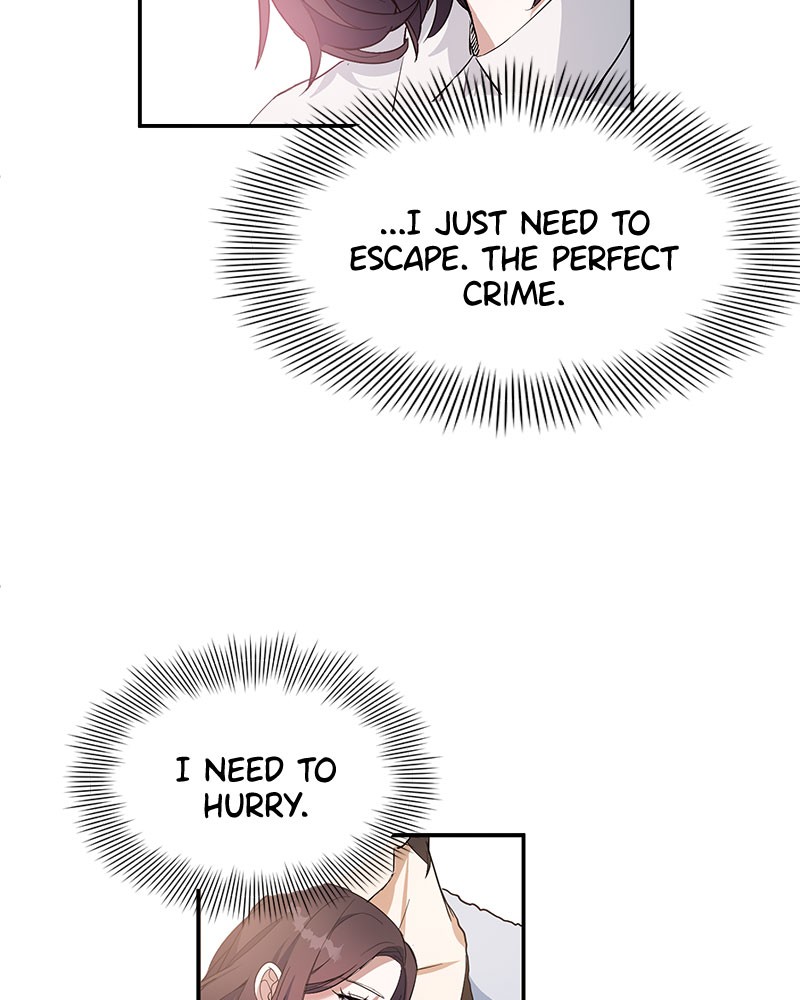 ...I JUST NEED TO
ESCAPE. THE PERFECT
CRIME.
I NEED TO
HURRY.